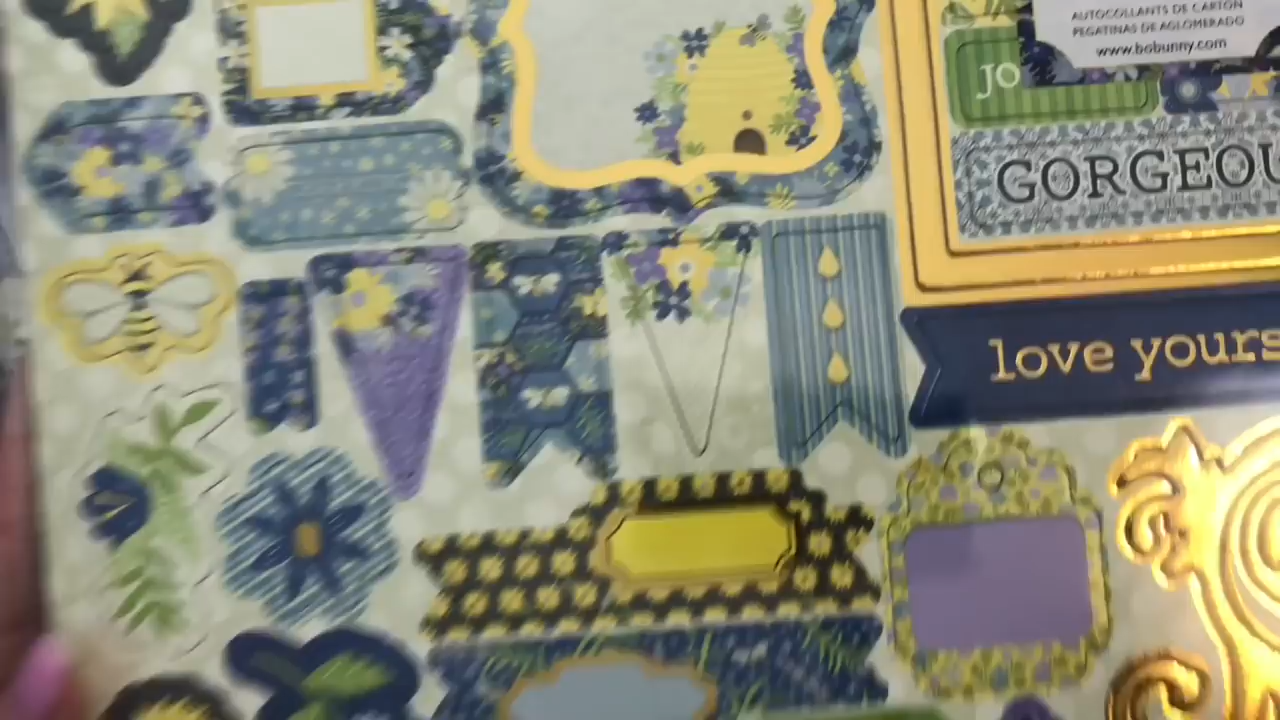 AUTOCOLLANTS DE CARTON
PEGATINAS DE AGLOMERADO
www.bobunny.com
JO
GORGEOU
love yours